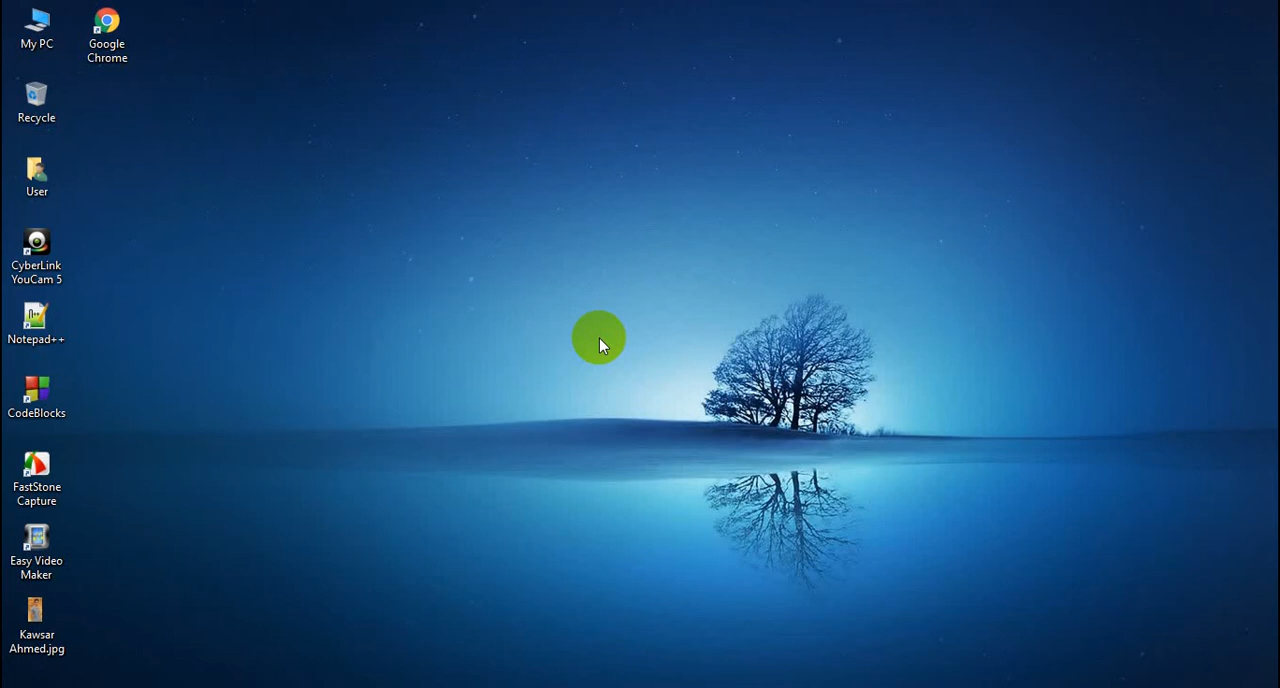 My PC
Google
Chrome
Recycle
User
CyberLink
YouCam 5
Notepad++
CodeBlocks
FastStone
Capture
Easy Video
Maker
Kawsar
Ahmed.jpg